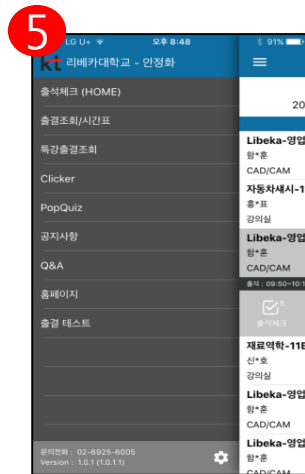 5
LG U+ 오후 8:48 91%
kt 리베카대학교 - 안정화
출석체크 (HOME)
20
출결조회/시간표
특강출결조회
Clicker
PopQuiz
공지사항
Q&A
홈페이지
출결 테스트
문의전화 : 02-6925-6005
Version : 1.0.1 (1.0.1.1)
Libeka-영업
함*훈
CAD/CAM
자동차섀시-1
홍*표
강의실
Libeka-영업
함*훈
CAD/CAM
출석 : 09:50~10:1
출석체크
재료역학-11B
신*호
강의실
Libeka-영업
함*훈
CAD/CAM
Libeka-영업
함*훈
CAD/CAM